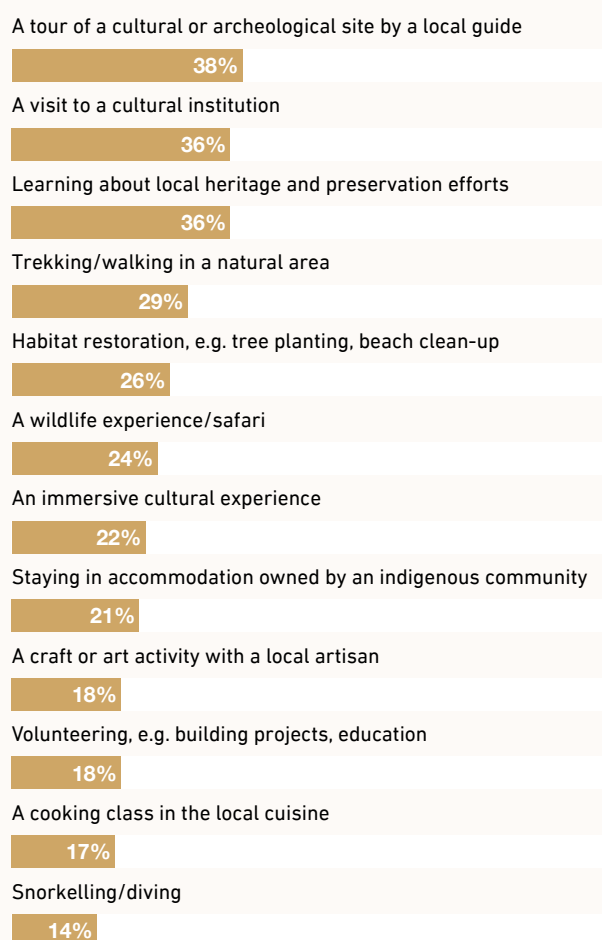 A tour of a cultural or archeological site by a local guide
38%
A visit to a cultural institution
36%
Learning about local heritage and preservation efforts
36%
Trekking/walking in a natural area
29%
Habitat restoration, e.g. tree planting, beach clean-up
26%
A wildlife experience/safari
24%
An immersive cultural experience
22%
Staying in accommodation owned by an indigenous community
21%
A craft or art activity with a local artisan
18%
Volunteering, e.g. building projects, education
18%
A cooking class in the local cuisine
17%
Snorkelling/diving
14%